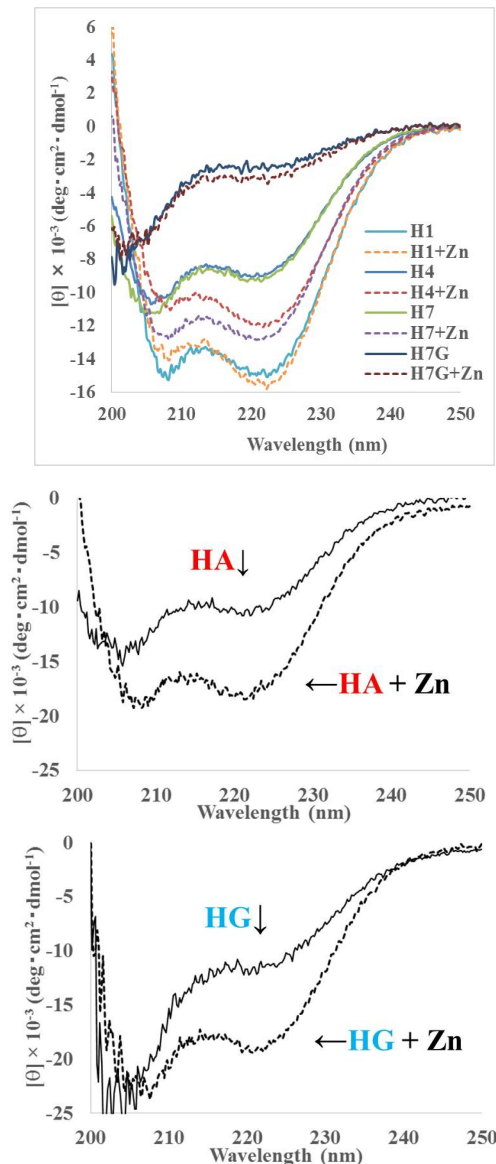 6
4
2
0
-2
-4
-6
-8
-10
-12
-14
-16
[θ] × 10⁻³ (deg·cm²·dmol⁻¹)
H1
H1+Zn
H4
H4+Zn
H7
H7+Zn
H7G
H7G+Zn
200 210 220 230 240 250
Wavelength (nm)
0
-5
-10
-15
-20
-25
[θ] × 10⁻³ (deg·cm²·dmol⁻¹)
HA↓
←HA + Zn
200 210 220 230 240 250
Wavelength (nm)
0
-5
-10
-15
-20
-25
[θ] × 10⁻³ (deg·cm²·dmol⁻¹)
HG↓
←HG + Zn
200 210 220 230 240 250
Wavelength (nm)